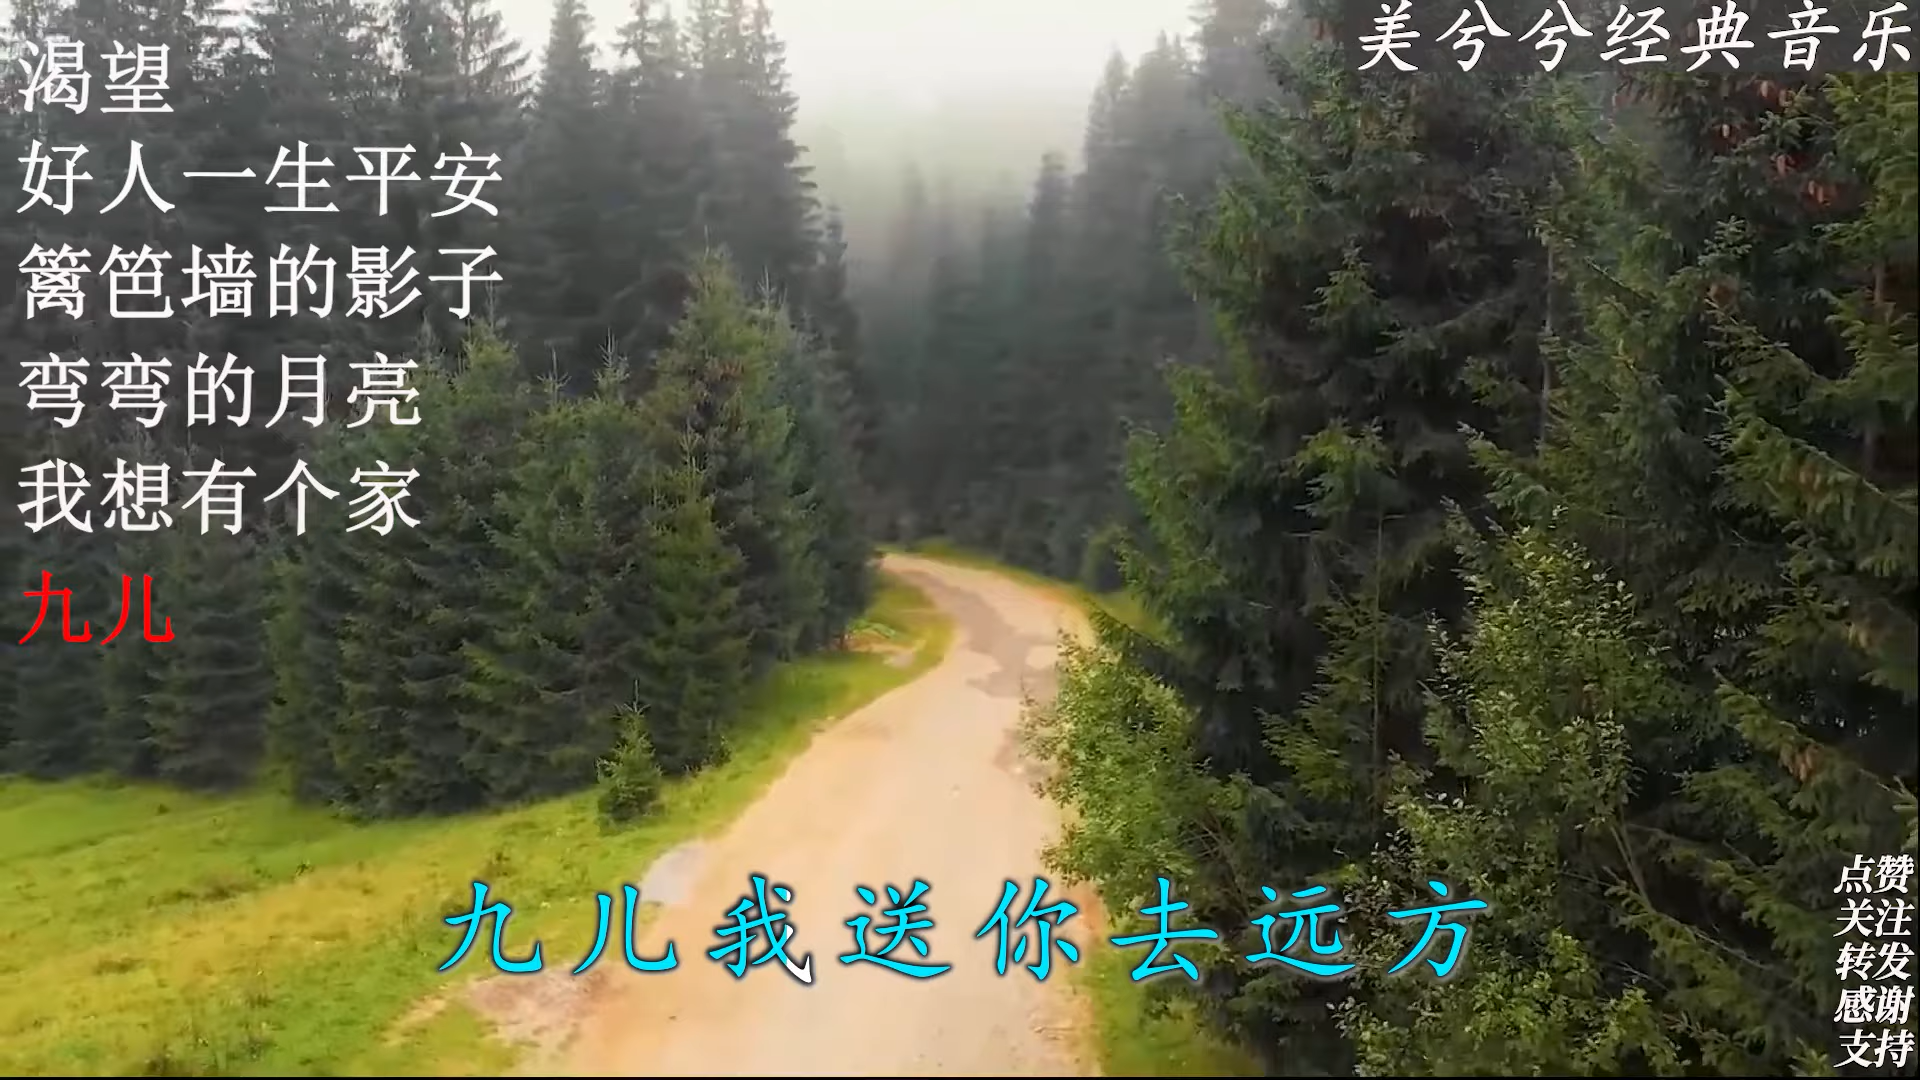 美兮兮经典音乐
渴望
好人一生平安
篱笆墙的影子
弯弯的月亮
我想有个家
九儿
九儿我送你去远方
点赞
关注
转发
感谢
支持